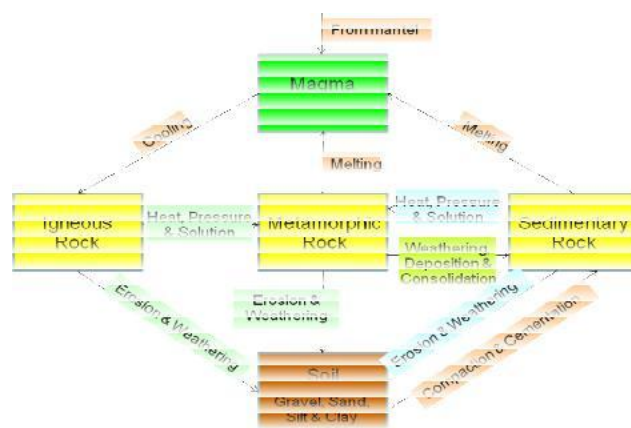 From mantel
Magma
Cooling
Melting
Melting
Igneous
Rock
Heat, Pressure
& Solution
Metamorphic
Rock
Heat, Pressure
& Solution
Sedimentary
Rock
Weathering
Deposition &
Consolidation
Erosion & Weathering
Erosion &
Weathering
Erosion & Weathering
Compaction & Cementation
Soil
Gravel, Sand,
Silt & Clay